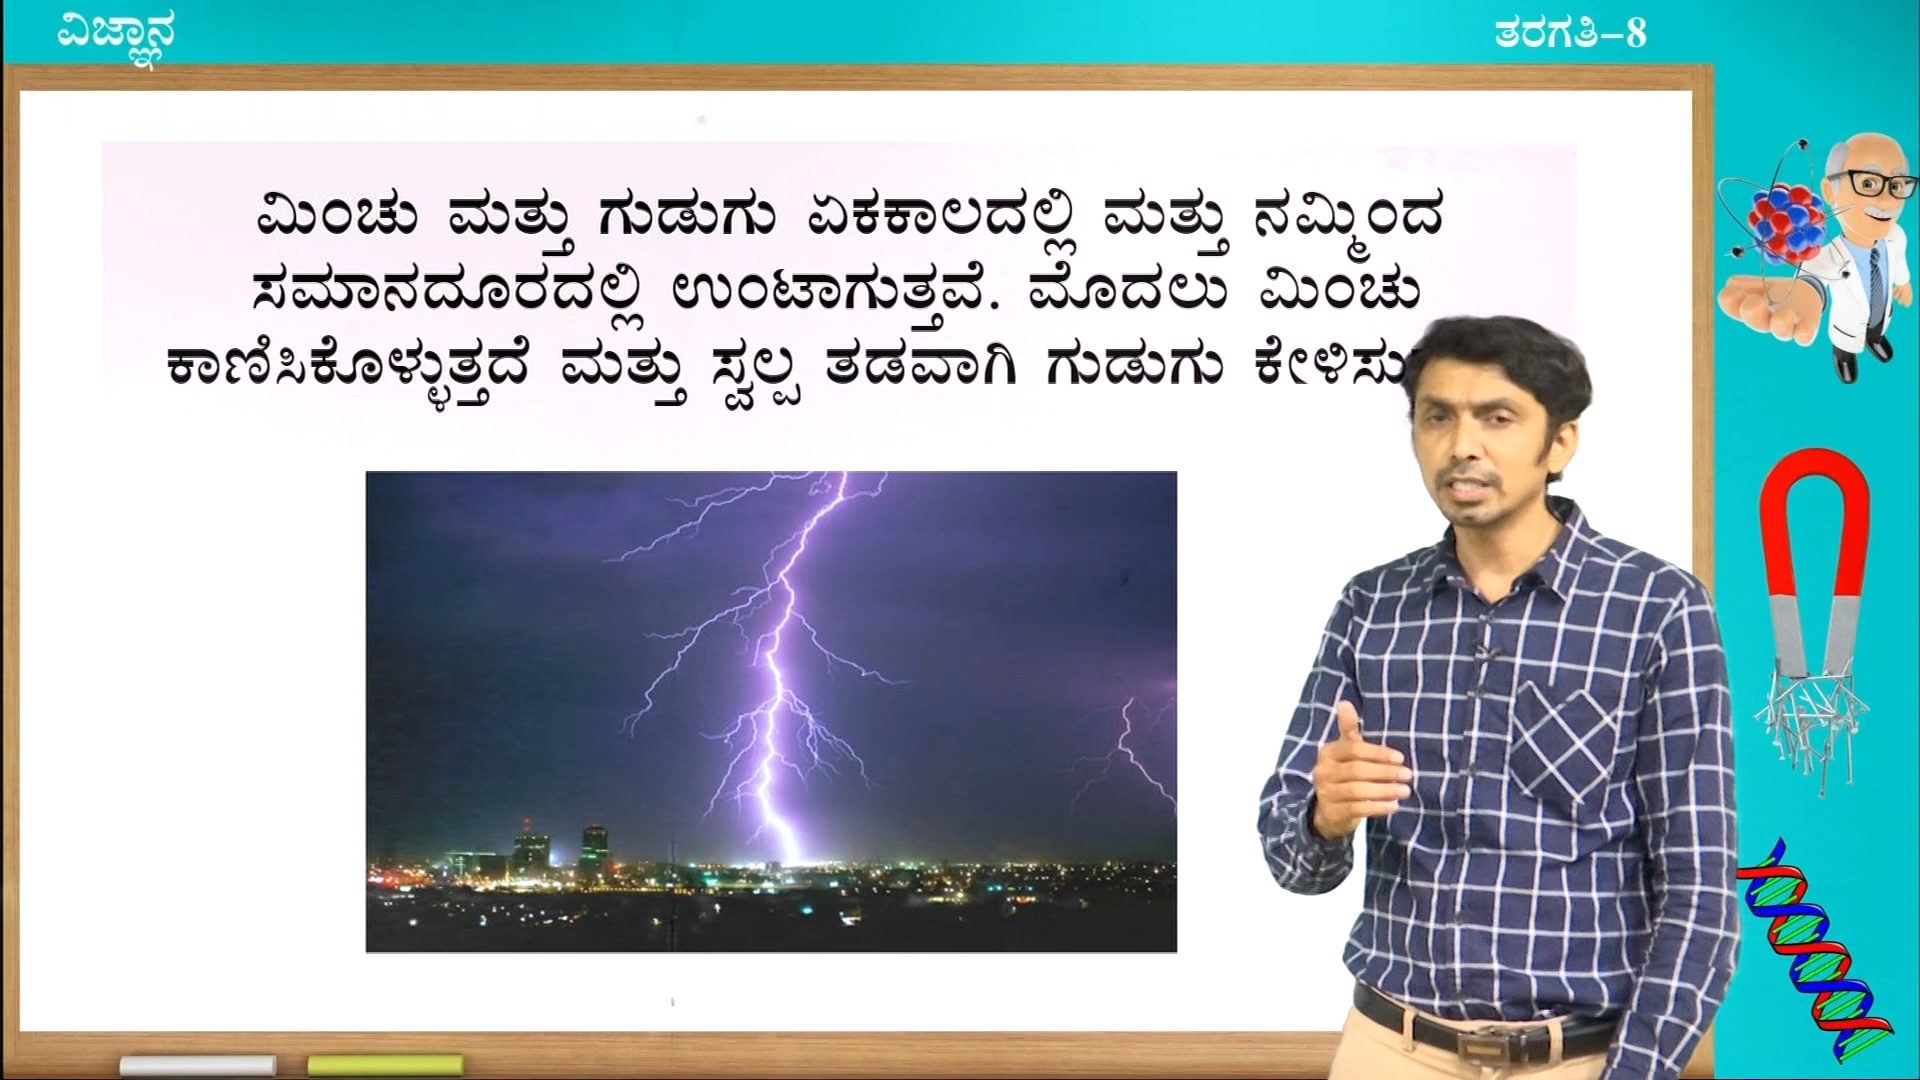 ವಿಜ್ಞಾನ
ತರಗತಿ–8
ಮಿಂಚು ಮತ್ತು ಗುಡುಗು ಏಕಕಾಲದಲ್ಲಿ ಮತ್ತು ನಮ್ಮಿಂದ
ಸಮಾನದೂರದಲ್ಲಿ ಉಂಟಾಗುತ್ತವೆ. ಮೊದಲು ಮಿಂಚು
ಕಾಣಿಸಿಕೊಳ್ಳುತ್ತದೆ ಮತ್ತು ಸ್ವಲ್ಪ ತಡವಾಗಿ ಗುಡುಗು